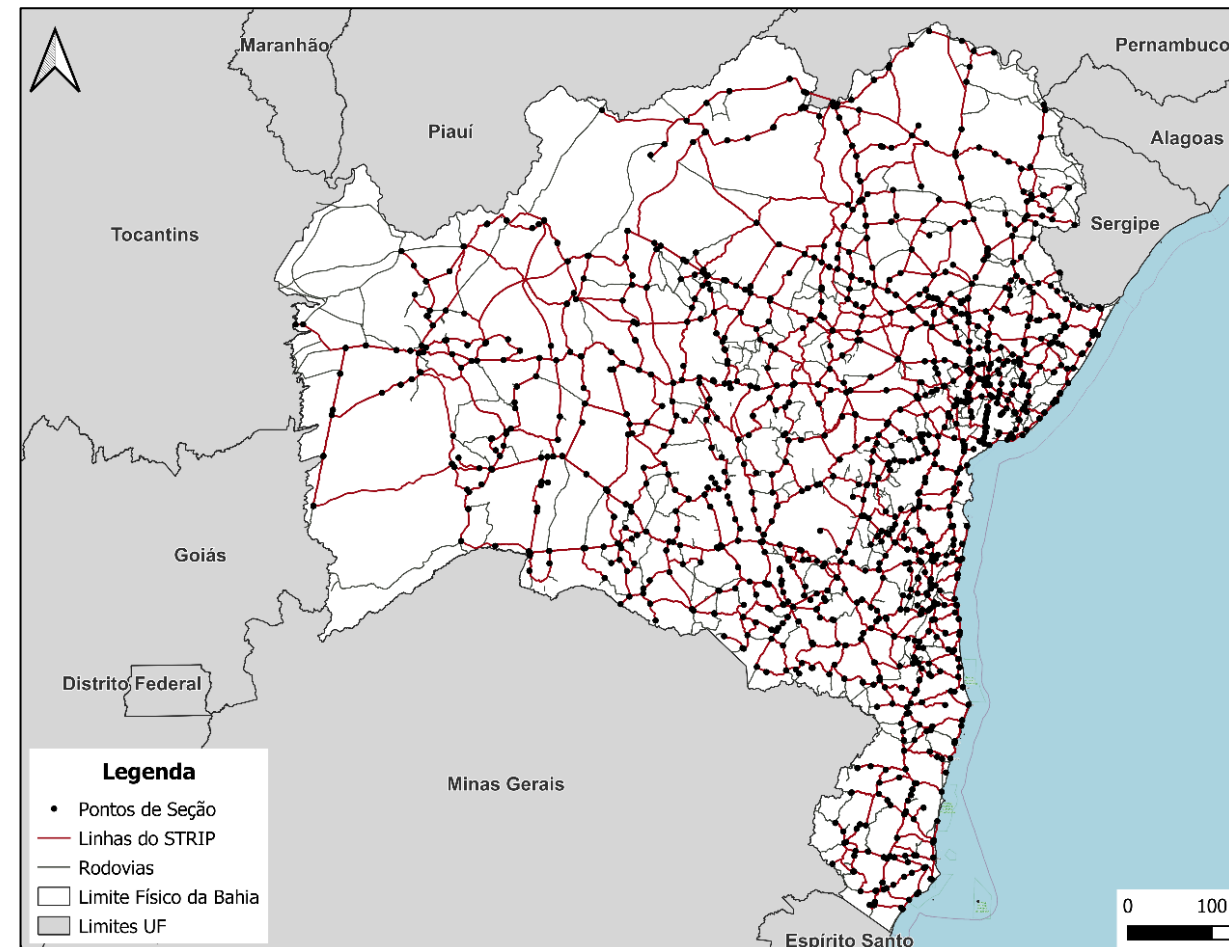 Maranhão
Pernambuco
Piauí
Alagoas
Sergipe
Tocantins
Goiás
Distrito Federal
Minas Gerais
Espírito Santo
Legenda
Pontos de Seção
Linhas do STRIP
Rodovias
Limite Físico da Bahia
Limites UF
0 100